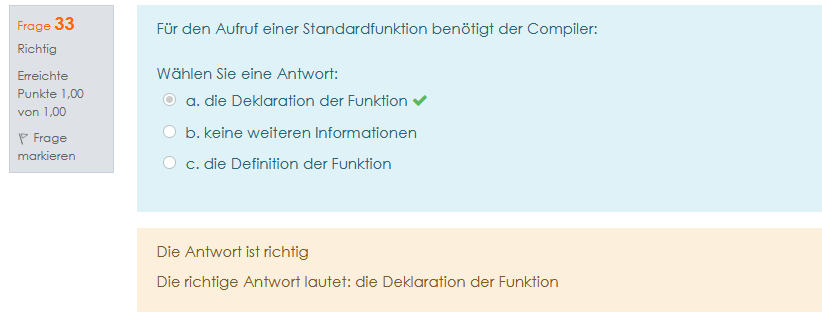 Frage 33
Richtig
Erreichte
Punkte 1,00
von 1,00
Frage
markieren
Für den Aufruf einer Standardfunktion benötigt der Compiler:
Wählen Sie eine Antwort:
a. die Deklaration der Funktion
b. keine weiteren Informationen
c. die Definition der Funktion
Die Antwort ist richtig
Die richtige Antwort lautet: die Deklaration der Funktion